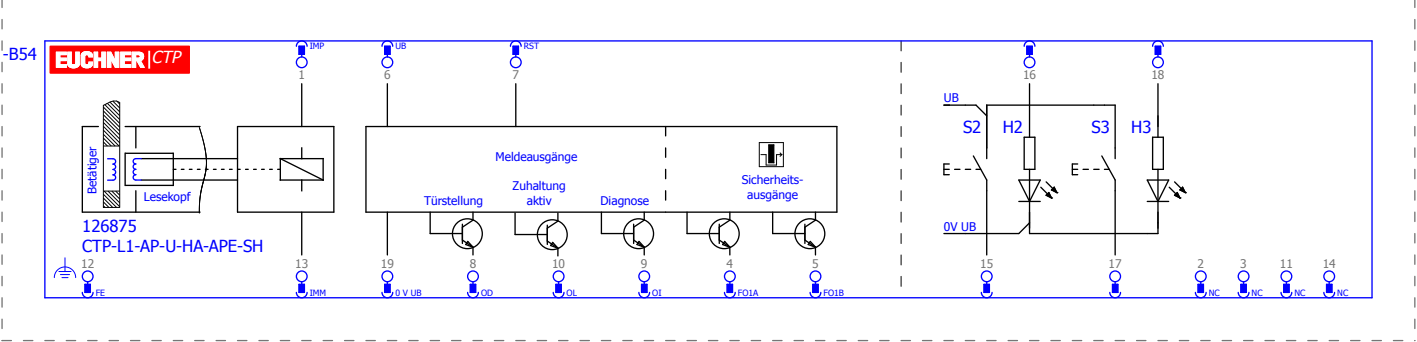 -B54
EUCHNER CTP
IMP
UB
RST
1
6
7
16
18
UB
S2
H2
S3
H3
Meldeausgänge
Betätiger
Lesekopf
Türstellung
Zuhaltung
aktiv
Diagnose
Sicherheits-
ausgänge
E
E
126875
CTP-L1-AP-U-HA-APE-SH
0V UB
12
13
19
8
10
9
4
5
15
17
2
3
11
14
FE
IMM
0 V UB
OD
OL
OI
FO1A
FO1B
NC
NC
NC
NC